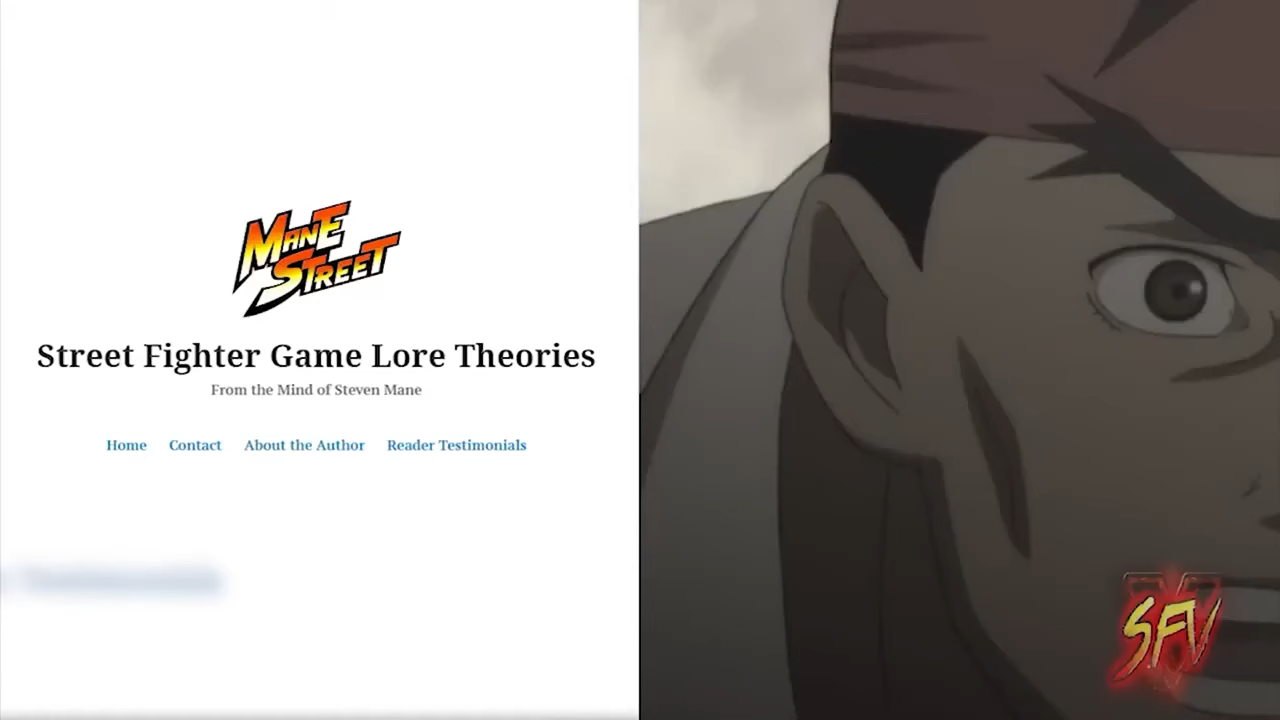 MANE
STREET
Street Fighter Game Lore Theories
From the Mind of Steven Mane
Home Contact About the Author Reader Testimonials
SFV